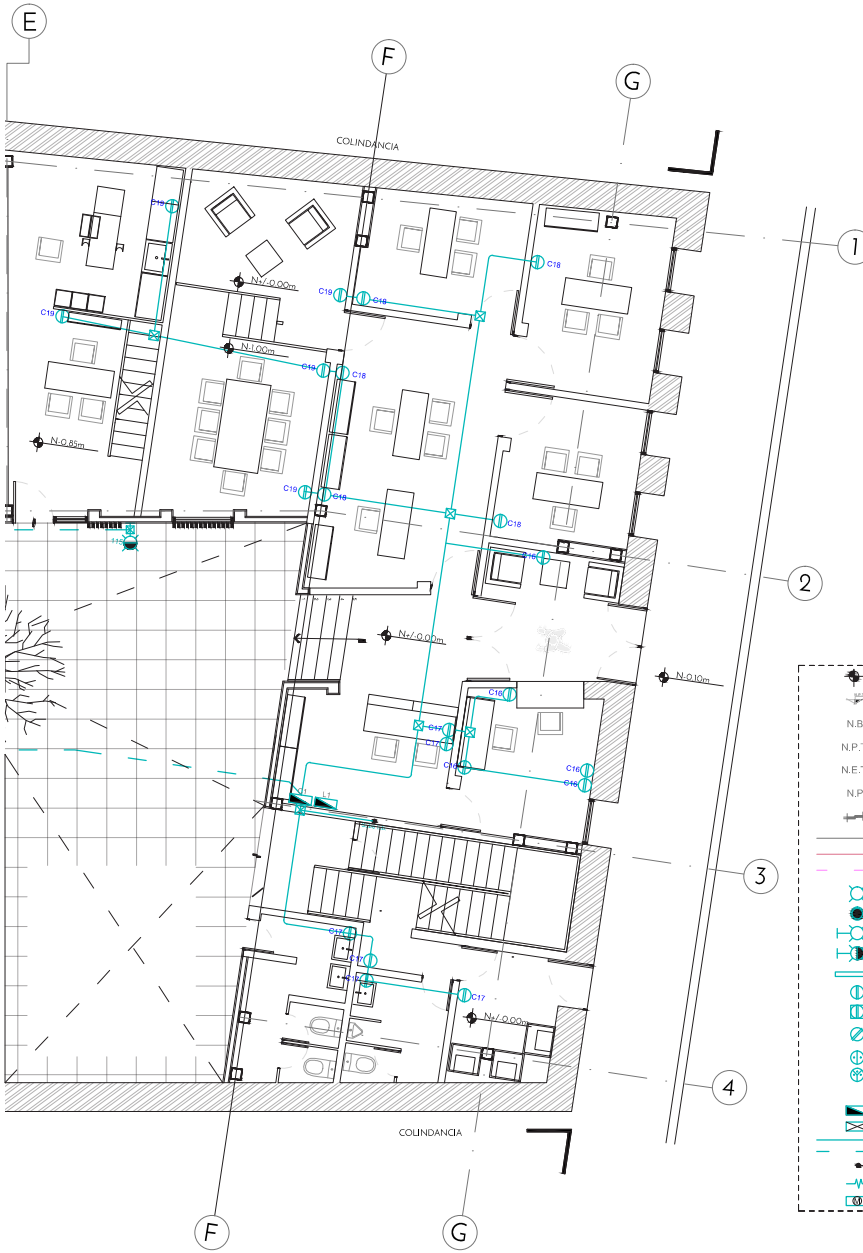 E
F
G
COLINDANCIA
1
C19
N+/-0.00m
C18
C19
C18
C19
N-1.00m
C19
C18
N-0.85m
C19
C18
C18
115
C16
2
N+/-0.00m
N-0.10m
C16
N.B
C17
C17
N.P.
C16
C16
N.E.
C16
N.P
L1
3
C17
C17
C17
C17
N+/-0.00m
4
COLINDANCIA
F
G